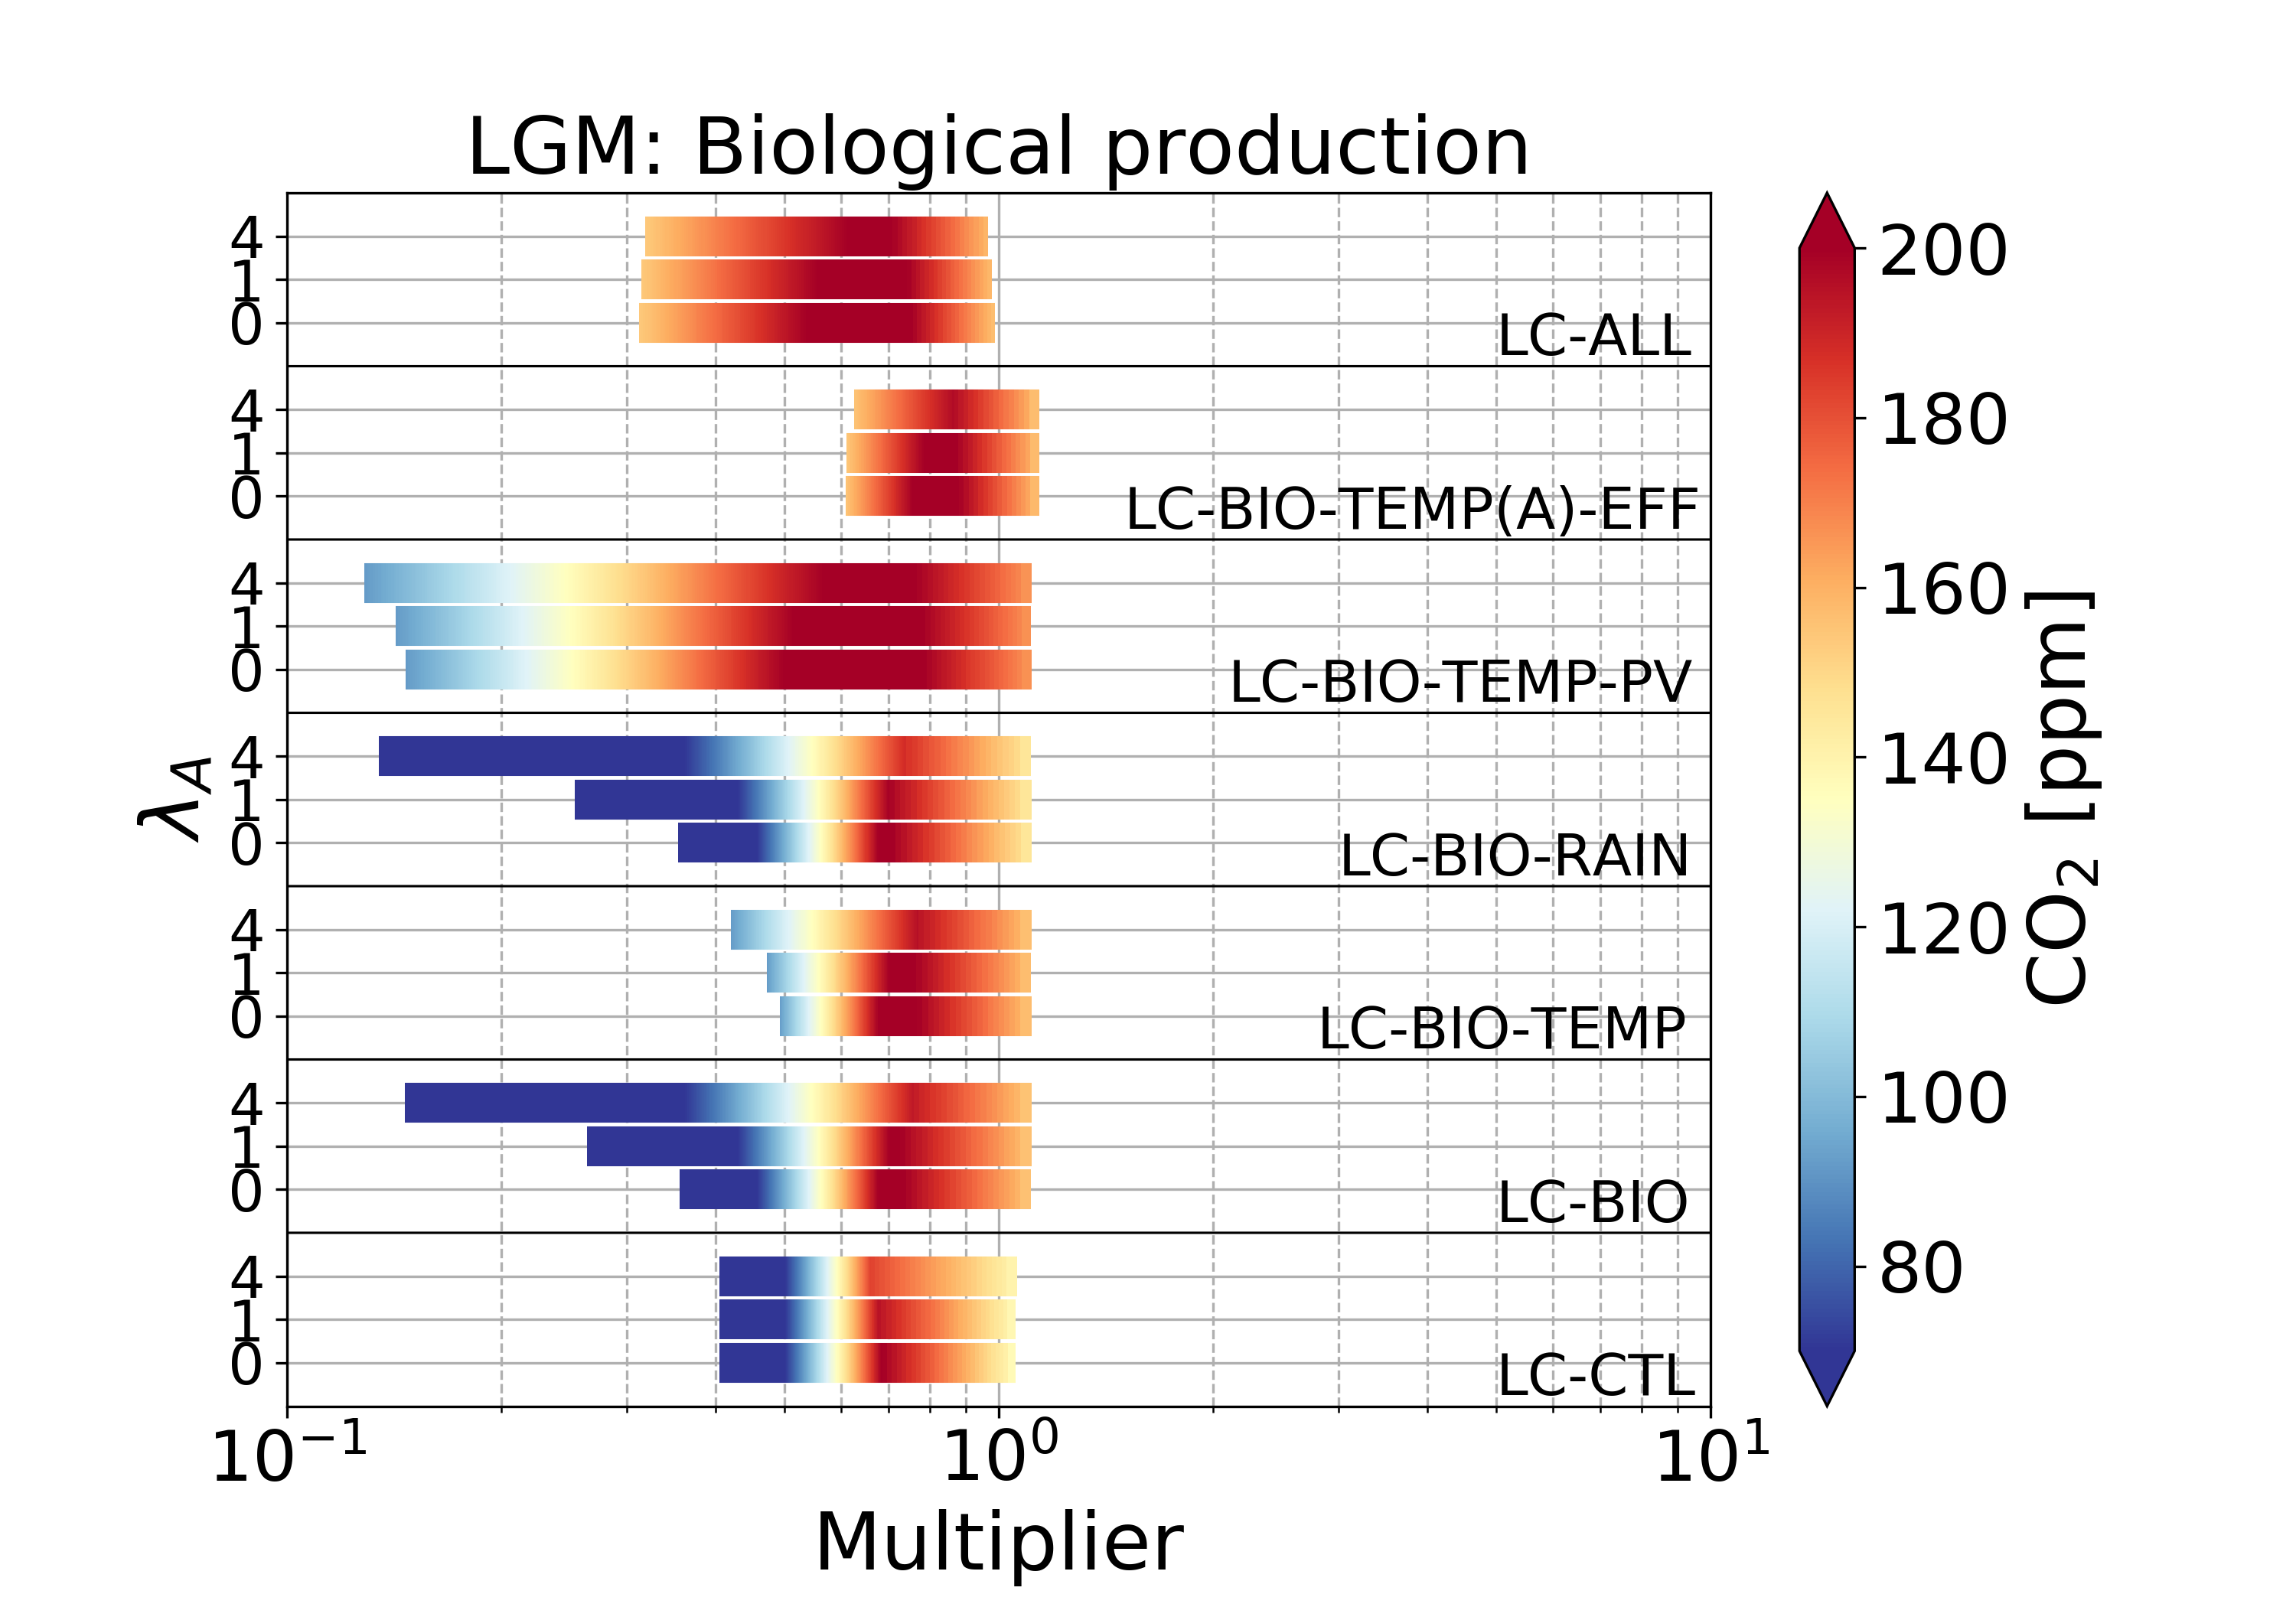 LGM: Biological production
4
1
0
LC-ALL
4
1
0
LC-BIO-TEMP(A)-EFF
4
1
0
LC-BIO-TEMP-PV
4
1
0
LC-BIO-RAIN
4
1
0
LC-BIO-TEMP
4
1
0
LC-BIO
4
1
0
LC-CTL
λ_A
10⁻¹
10⁰
10¹
Multiplier
200
180
160
140
120
100
80
CO₂ [ppm]